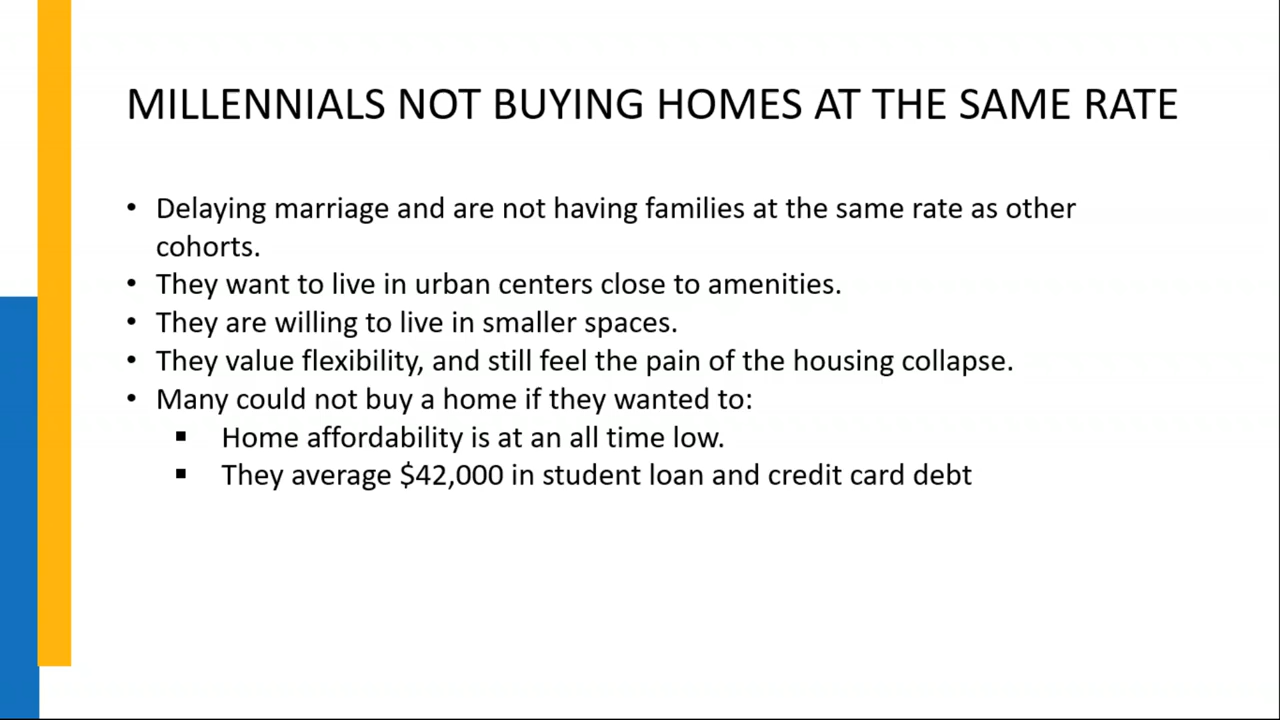 MILLENNIALS NOT BUYING HOMES AT THE SAME RATE
• Delaying marriage and are not having families at the same rate as other
cohorts.
• They want to live in urban centers close to amenities.
• They are willing to live in smaller spaces.
• They value flexibility, and still feel the pain of the housing collapse.
• Many could not buy a home if they wanted to:
▪ Home affordability is at an all time low.
▪ They average $42,000 in student loan and credit card debt